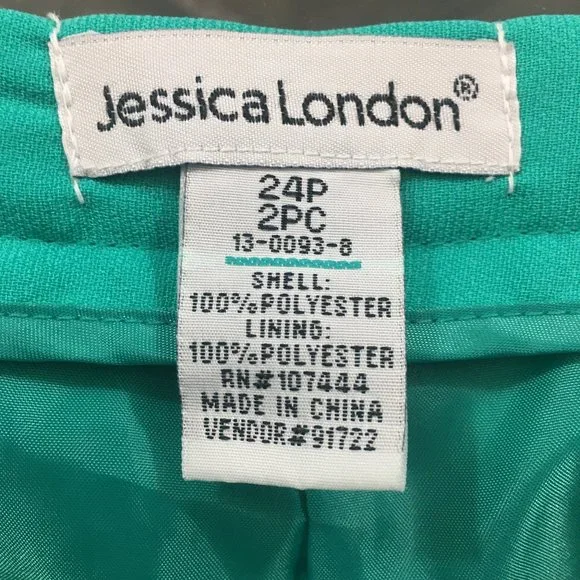 Jessica London®
24P
2PC
13-0093-8
SHELL:
100%POLYESTER
LINING:
100%POLYESTER
RN#107444
MADE IN CHINA
VENDOR#91722